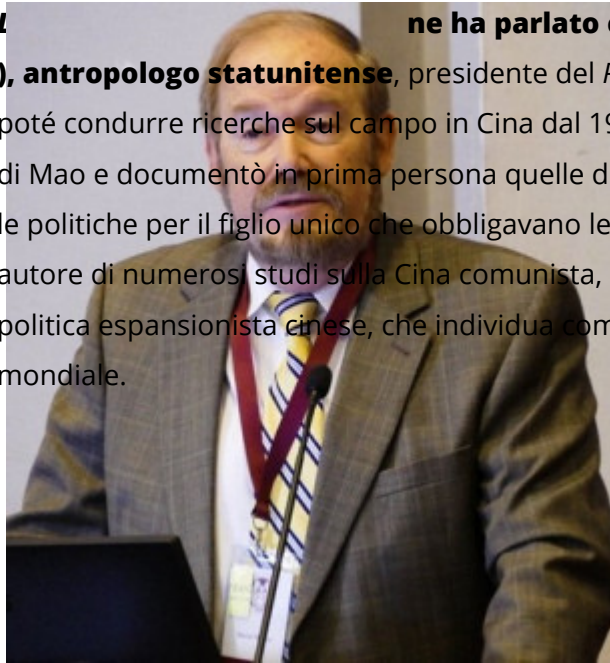 ne ha parlato
), antropologo statunitense, presidente del
poté condurre ricerche sul campo in Cina dal 19
di Mao e documentò in prima persona quelle d
le politiche per il figlio unico che obbligavano le
autore di numerosi studi sulla Cina comunista,
politica espansionista cinese, che individua com
mondiale.